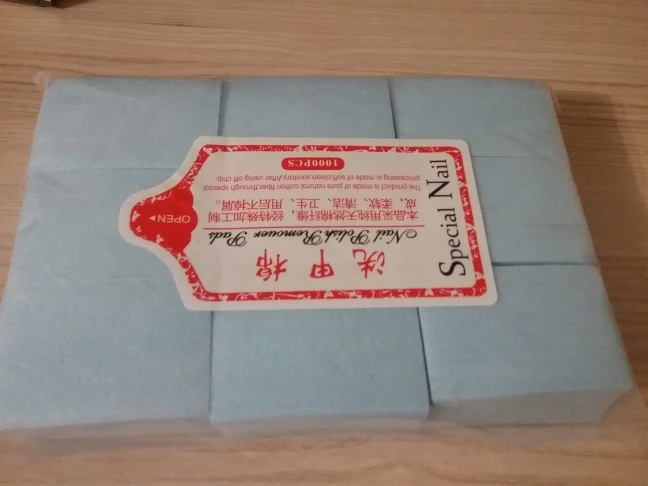 Special Nail
洗甲棉
Nail Polish Remover Pads
本品采用纯天然棉纤维，经特殊加工制
成，柔软、清洁、卫生、用后不掉屑。
The product is made of pure natural cotton fiber,through special
processing is made of soft,clean,sanitory.After using off chip.
1000PCS
OPEN